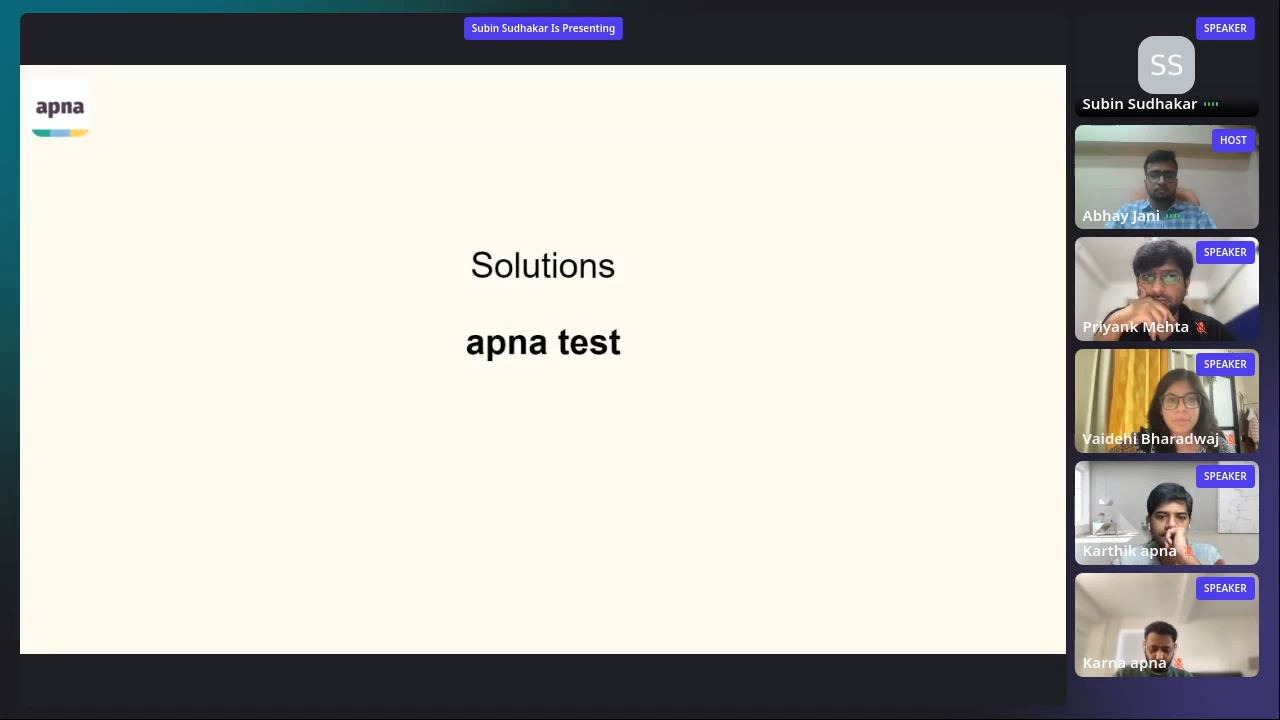 Subin Sudhakar Is Presenting
apna
Solutions
apna test
SPEAKER
SS
Subin Sudhakar
HOST
Abhay Jani
SPEAKER
Priyank Mehta
SPEAKER
Vaidehi Bharadwaj
SPEAKER
Karthik apna
SPEAKER
Karna apna